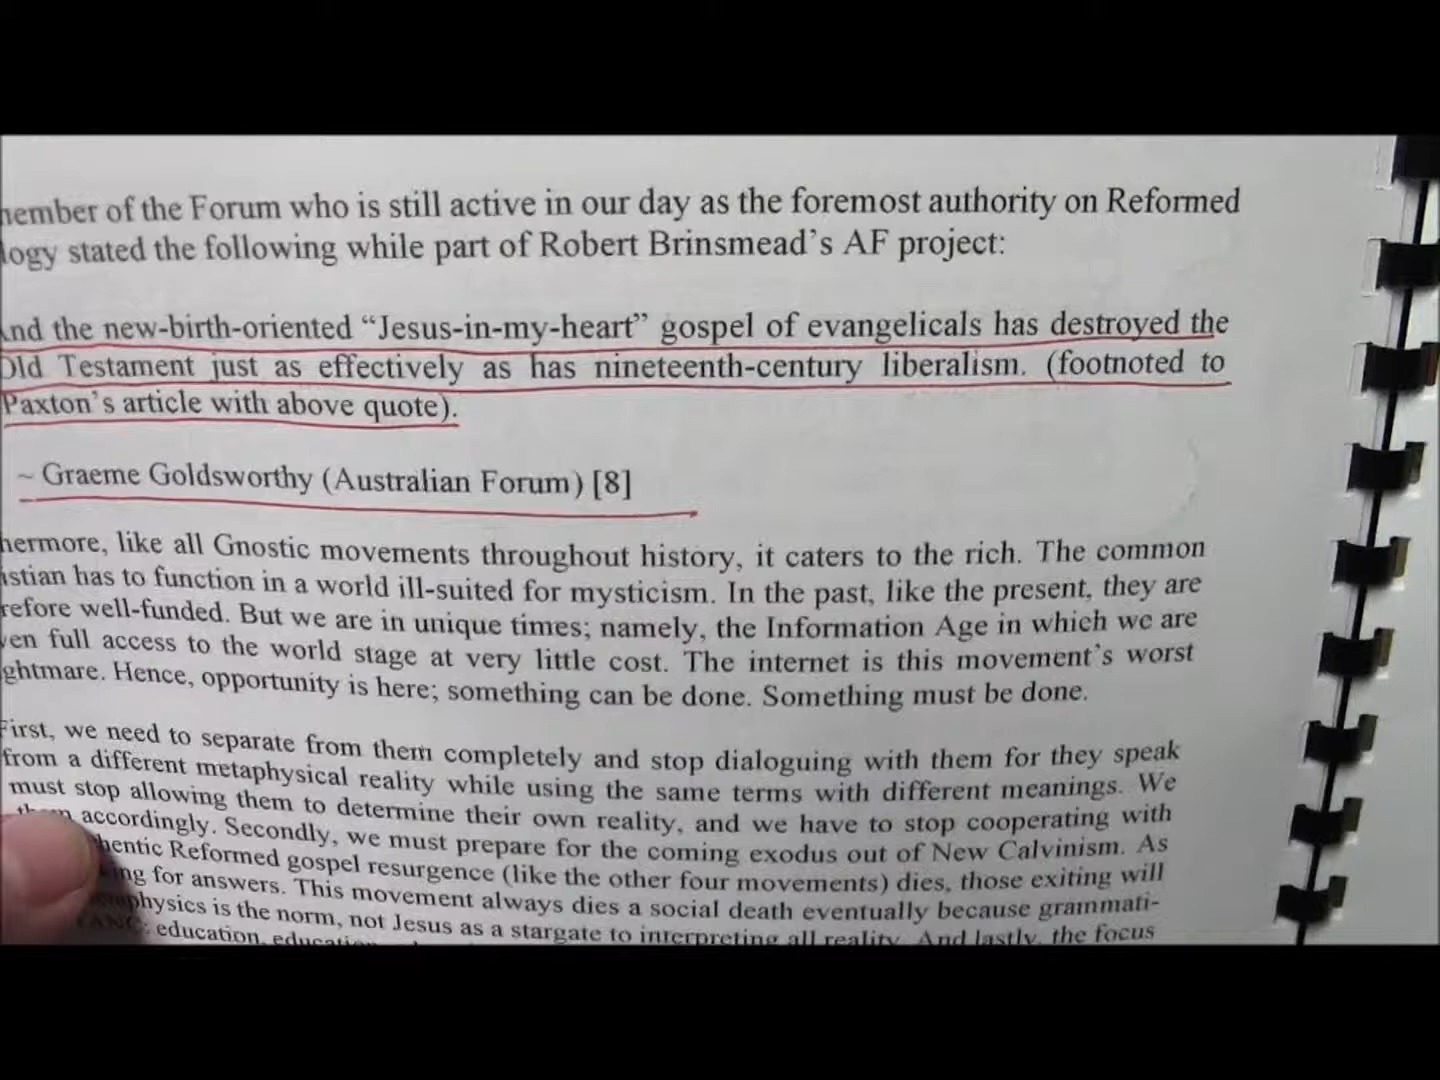 member of the Forum who is still active in our day as the foremost authority on Reformed
logy stated the following while part of Robert Brinsmead's AF project:
And the new-birth-oriented “Jesus-in-my-heart” gospel of evangelicals has destroyed the
Old Testament just as effectively as has nineteenth-century liberalism. (footnoted to
Paxton's article with above quote).
~ Graeme Goldsworthy (Australian Forum) [8]
hermore, like all Gnostic movements throughout history, it caters to the rich. The common
istian has to function in a world ill-suited for mysticism. In the past, like the present, they are
refore well-funded. But we are in unique times; namely, the Information Age in which we are
ven full access to the world stage at very little cost. The internet is this movement's worst
ghtmare. Hence, opportunity is here; something can be done. Something must be done.
First, we need to separate from them completely and stop dialoguing with them for they speak
from a different metaphysical reality while using the same terms with different meanings. We
must stop allowing them to determine their own reality, and we have to stop cooperating with
them accordingly. Secondly, we must prepare for the coming exodus out of New Calvinism. As
hentic Reformed gospel resurgence (like the other four movements) dies, those exiting will
ing for answers. This movement always dies a social death eventually because grammati-
physics is the norm, not Jesus as a stargate to interpreting all reality. And lastly, the focus
education, education